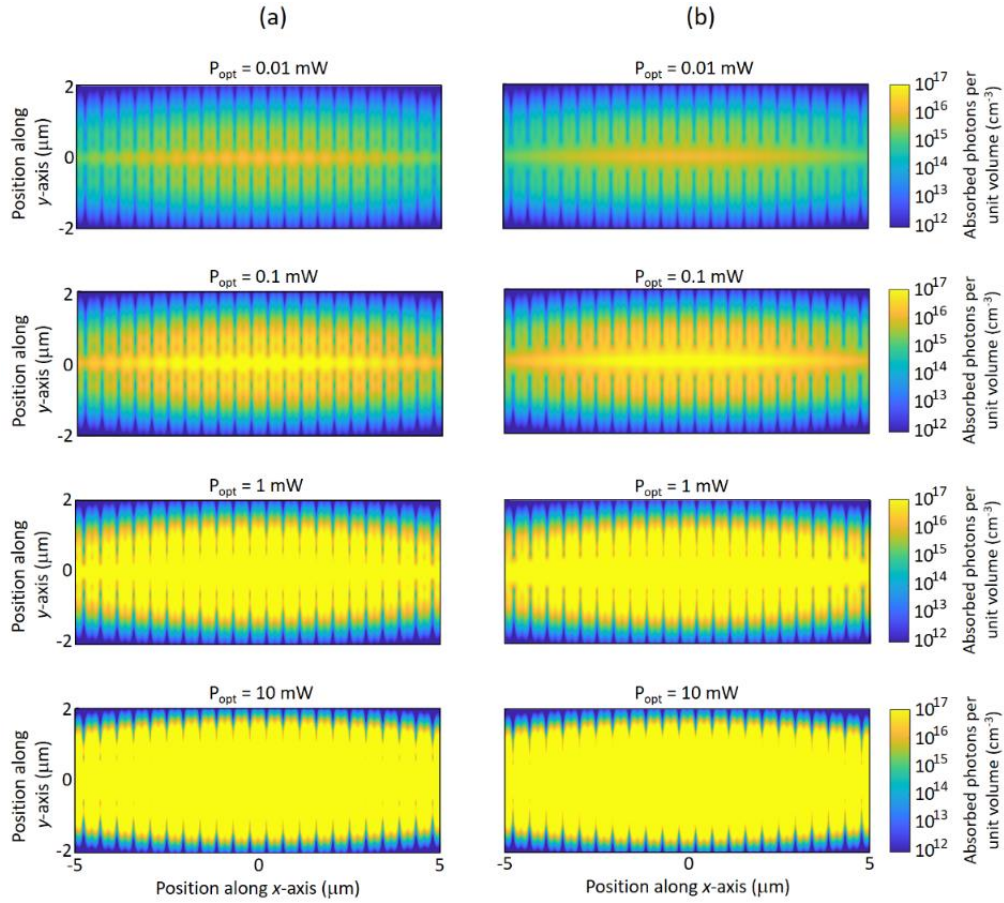 (a)
(b)
P_opt = 0.01 mW
P_opt = 0.01 mW
Position along
y-axis (μm)
2
0
-2
10^17
10^16
10^15
10^14
10^13
10^12
Absorbed photons per
unit volume (cm^-3)
P_opt = 0.1 mW
P_opt = 0.1 mW
Position along
y-axis (μm)
2
0
-2
10^17
10^16
10^15
10^14
10^13
10^12
Absorbed photons per
unit volume (cm^-3)
P_opt = 1 mW
P_opt = 1 mW
Position along
y-axis (μm)
2
0
-2
10^17
10^16
10^15
10^14
10^13
10^12
Absorbed photons per
unit volume (cm^-3)
P_opt = 10 mW
P_opt = 10 mW
Position along
y-axis (μm)
2
0
-2
10^17
10^16
10^15
10^14
10^13
10^12
Absorbed photons per
unit volume (cm^-3)
-5 0 5
-5 0 5
Position along x-axis (μm)
Position along x-axis (μm)